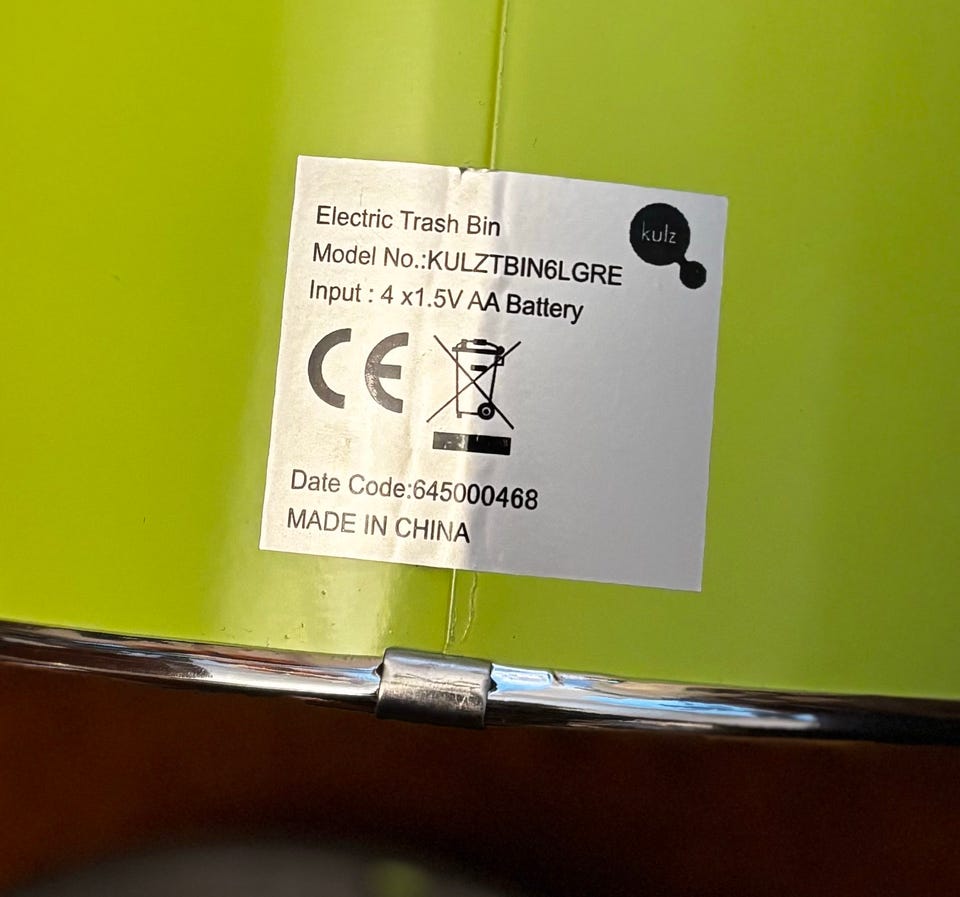 Electric Trash Bin
kulz
Model No.:KULZTBIN6LGRE
Input : 4 x1.5V AA Battery
CE
Date Code:645000468
MADE IN CHINA